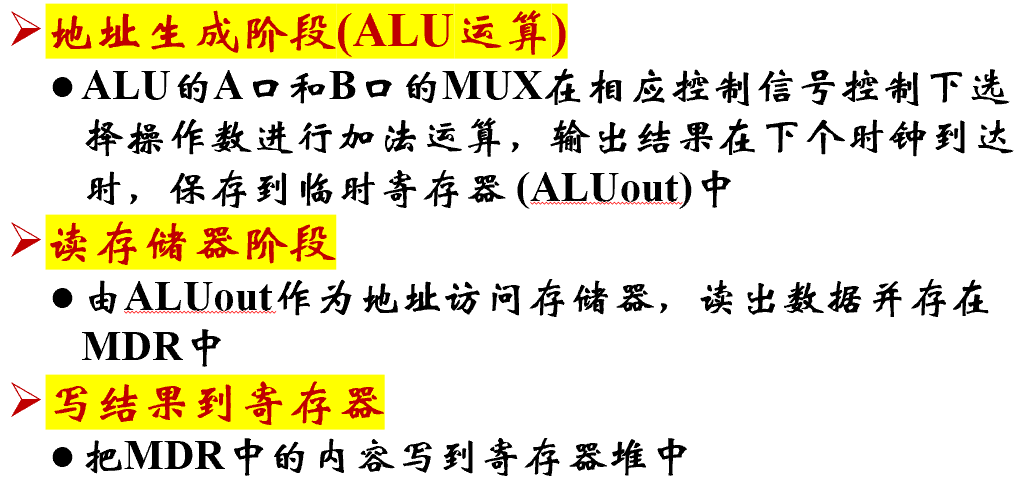 地址生成阶段(ALU运算)
ALU的A口和B口的MUX在相应控制信号控制下选
择操作数进行加法运算，输出结果在下个时钟到达
时，保存到临时寄存器 (ALUout)中
读存储器阶段
由ALUout作为地址访问存储器，读出数据并存在
MDR中
写结果到寄存器
把MDR中的内容写到寄存器堆中